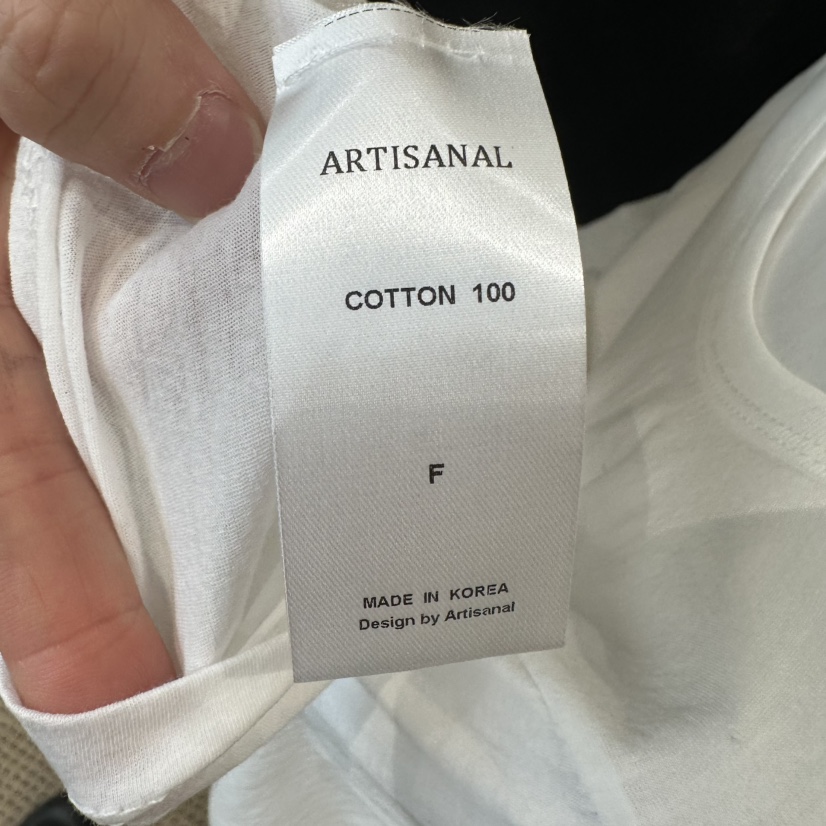 ARTISANAL
COTTON 100
F
MADE IN KOREA
Design by Artisanal